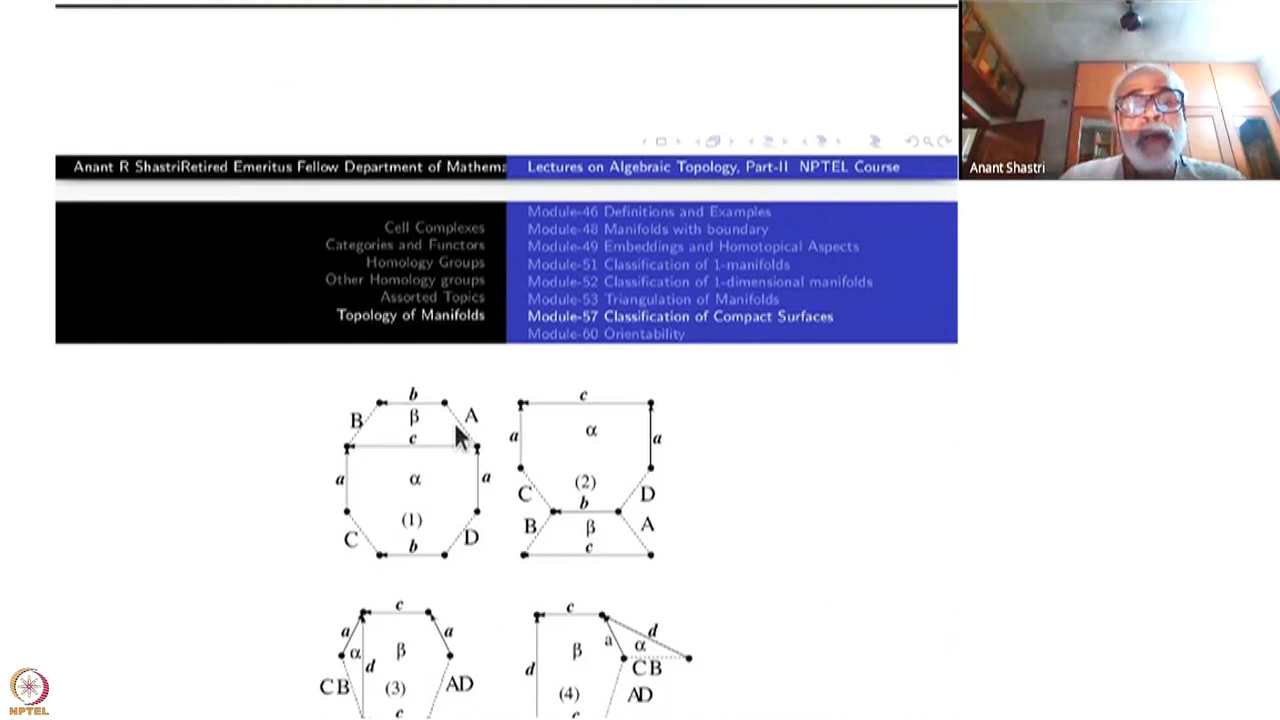 Anant Shastri
Anant R ShastriRetired Emeritus Fellow Department of Mathema
Lectures on Algebraic Topology, Part-II NPTEL Course
Cell Complexes
Categories and Functors
Homology Groups
Other Homology groups
Assorted Topics
Topology of Manifolds
Module-46 Definitions and Examples
Module-48 Manifolds with boundary
Module-49 Embeddings and Homotopical Aspects
Module-51 Classification of 1-manifolds
Module-52 Classification of 1-dimensional manifolds
Module-53 Triangulation of Manifolds
Module-57 Classification of Compact Surfaces
Module-60 Orientability
b
B β A
c
a α a
(1)
C D
b
c
α
a a
(2)
C D
b
B β A
c
c
a a
α β
d
CB (3) AD
c
c
d
a α
β
CB
d
(4) AD
c
NPTEL